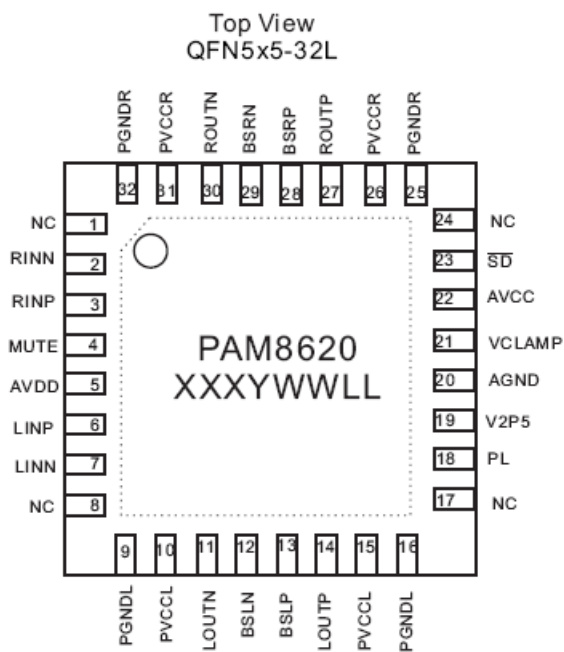 Top View
QFN5x5-32L
PGNDR PVCCR ROUTN BSRN BSRP ROUTP PVCCR PGNDR
32 31 30 29 28 27 26 25
NC 1 24 NC
RINN 2 23 SD
RINP 3 22 AVCC
MUTE 4 21 VCLAMP
AVDD 5 20 AGND
LINP 6 19 V2P5
LINN 7 18 PL
NC 8 17 NC
PAM8620
XXXYWWLL
9 10 11 12 13 14 15 16
PGNDL PVCCL LOUTN BSLN BSLP LOUTP PVCCL PGNDL